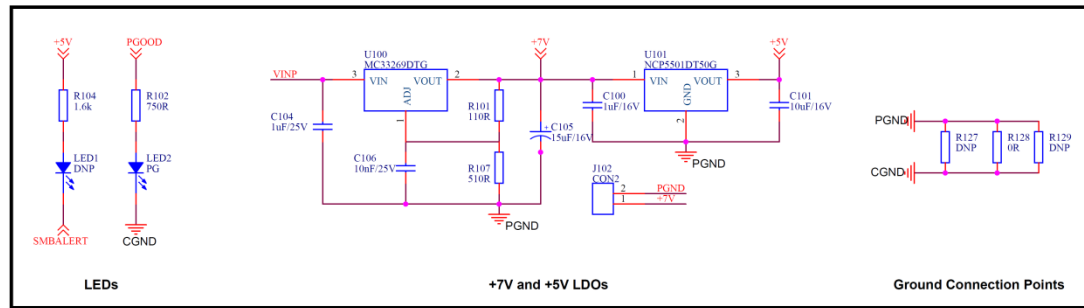 +5V
PGOOD
R104
1.6k
R102
750R
LED1
DNP
LED2
PG
SMBALERT
CGND
LEDs
VINP
U100
MC33269DTG
3
VIN
VOUT
2
ADJ
1
C104
1uF/25V
C106
10nF/25V
R101
110R
R107
510R
+7V
+
C105
15uF/16V
PGND
U101
NCP5501DT50G
1
VIN
VOUT
3
GND
2
C100
1uF/16V
+5V
C101
10uF/16V
PGND
J102
CON2
2
PGND
1
+7V
+7V and +5V LDOs
PGND
CGND
R127
DNP
R128
0R
R129
DNP
Ground Connection Points